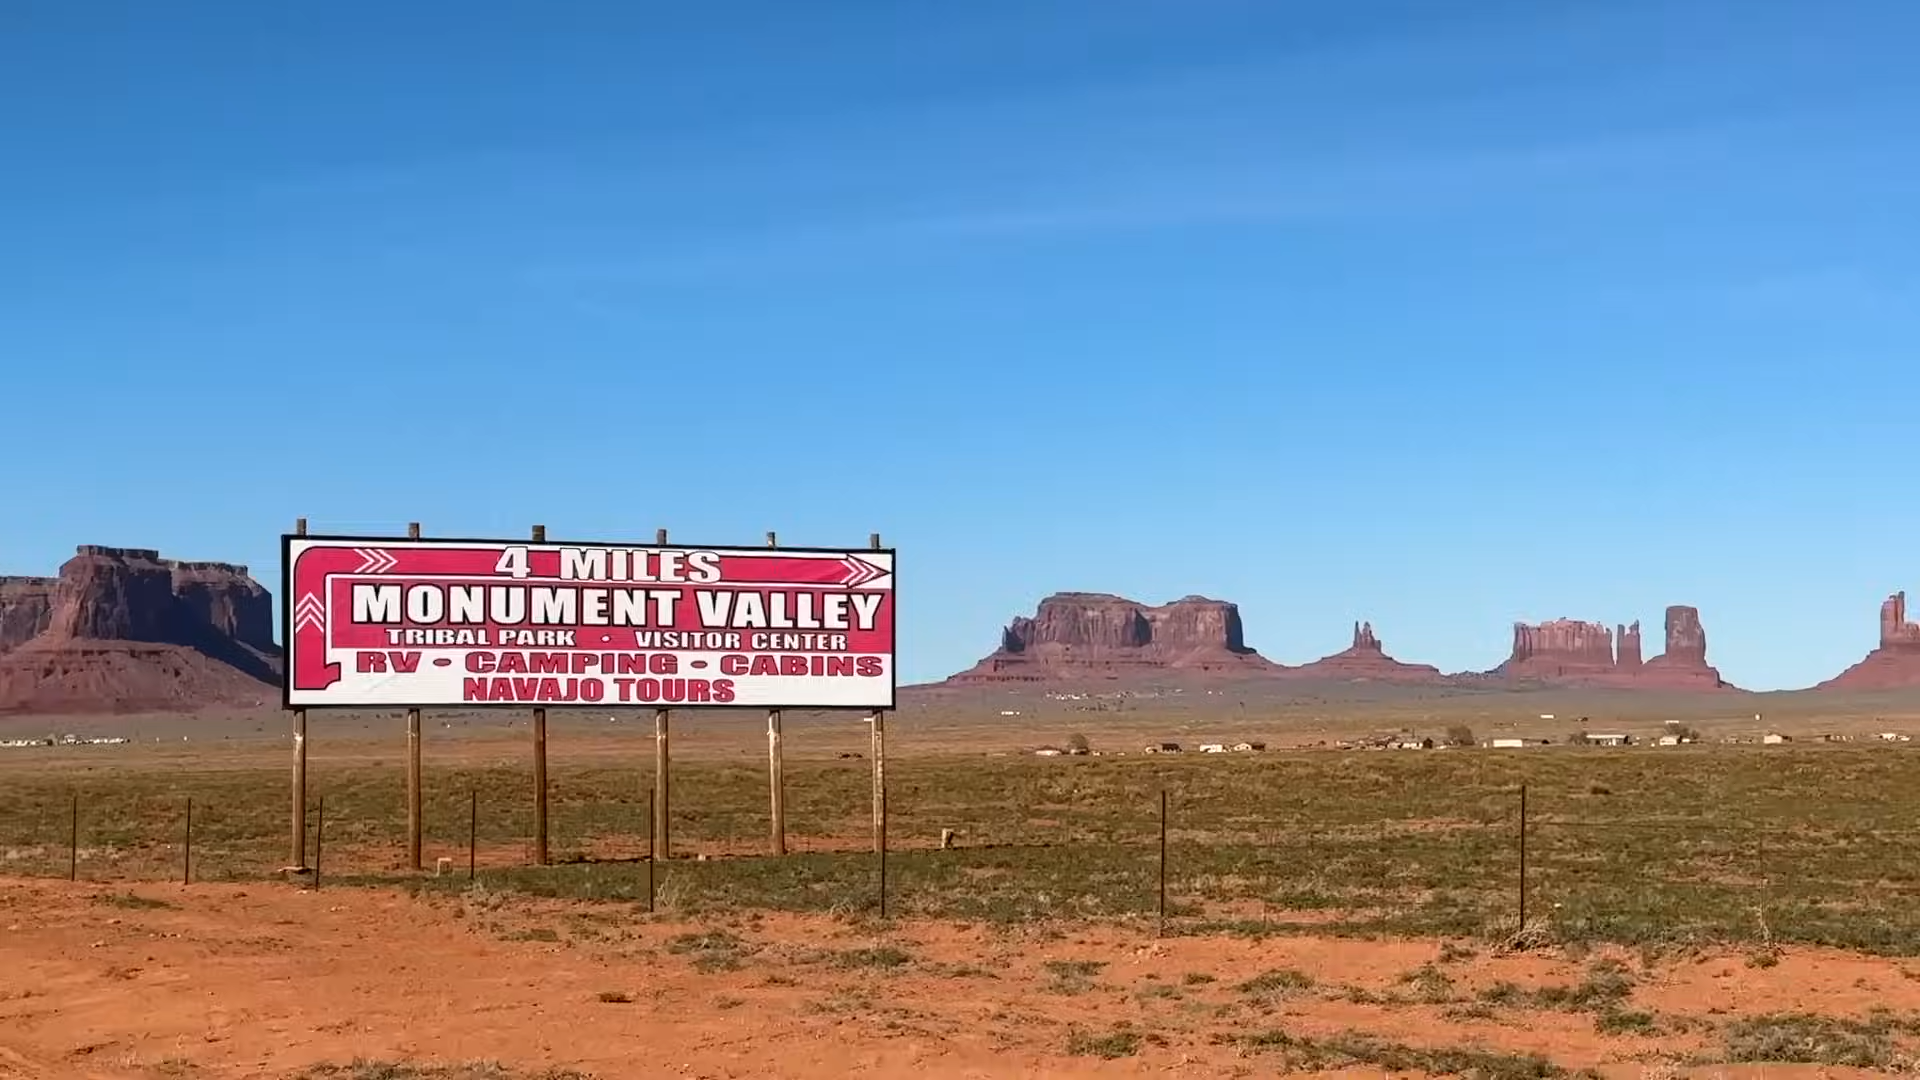 4 MILES
MONUMENT VALLEY
TRIBAL PARK • VISITOR CENTER
RV - CAMPING - CABINS
NAVAJO TOURS